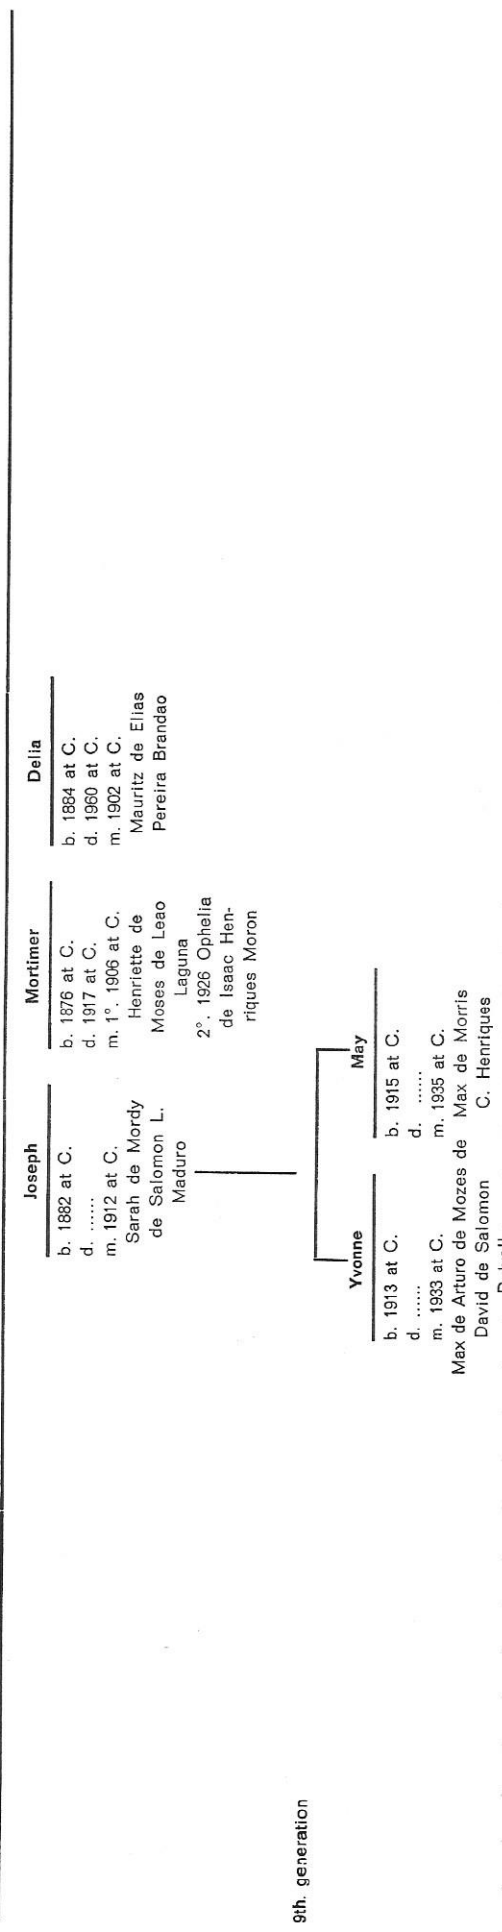 Joseph
b. 1882 at C.
d. ......
m. 1912 at C.
Sarah de Mordy
de Salomon L.
Maduro
Mortimer
b. 1876 at C.
d. 1917 at C.
m. 1°. 1906 at C.
Henriette de
Moses de Leao
Laguna
2°. 1926 Ophelia
de Isaac Hen-
riques Moron
Delia
b. 1884 at C.
d. 1960 at C.
m. 1902 at C.
Mauritz de Elias
Pereira Brandao
9th. generation
Yvonne
b. 1913 at C.
d. ......
m. 1933 at C.
Max de Arturo de Mozes de
David de Salomon
May
b. 1915 at C.
d. ......
m. 1935 at C.
Max de Morris
C. Henriques